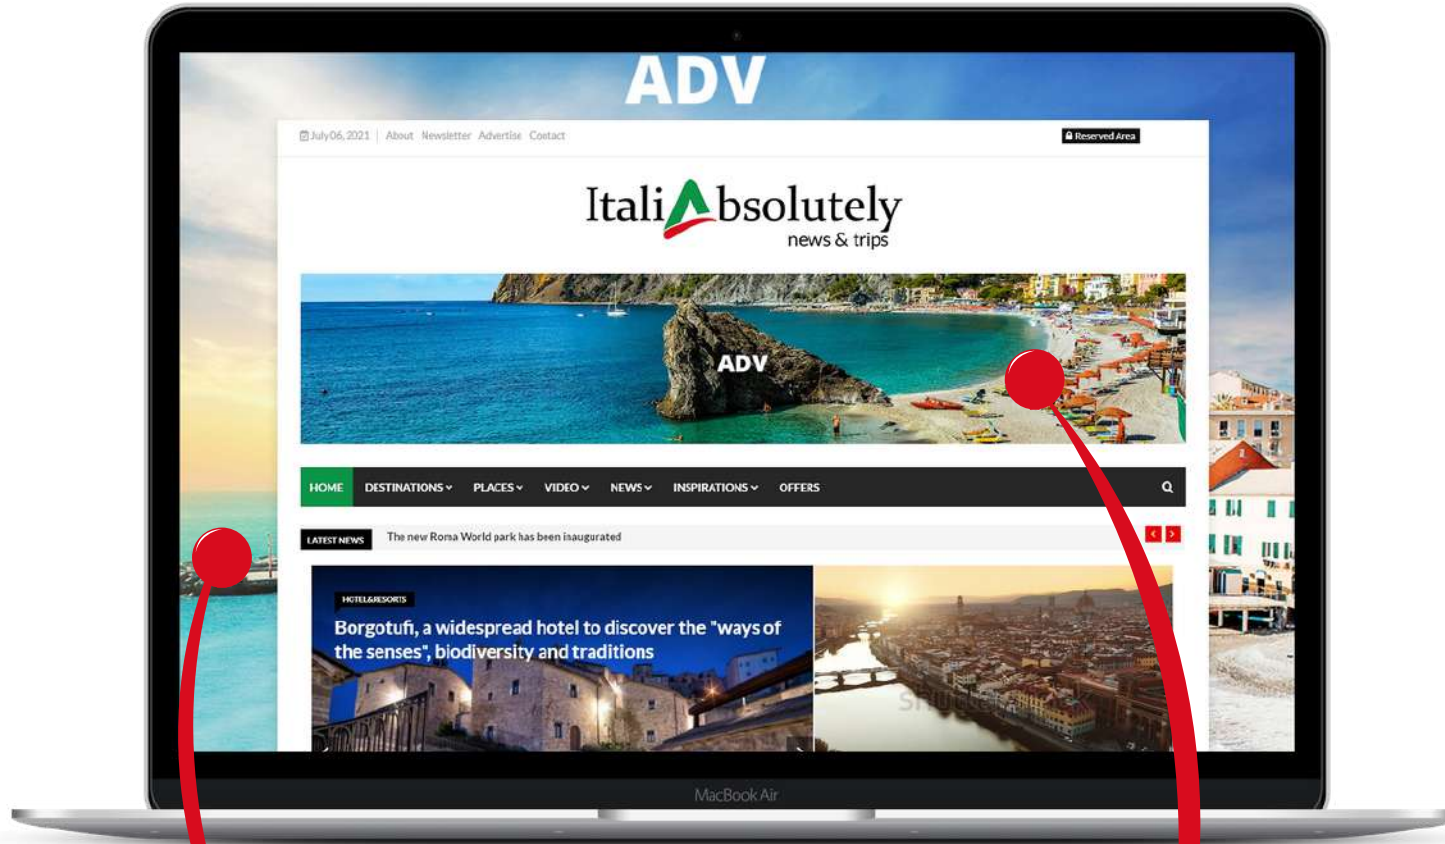 ADV
July 06, 2021 | About Newsletter Advertise Contact
Reserved Area
ItaliAbsolutely
news & trips
ADV
HOME DESTINATIONS PLACES VIDEO NEWS INSPIRATIONS OFFERS
LATEST NEWS The new Roma World park has been inaugurated
HOTEL&RESORTS
Borgotufi, a widespread hotel to discover the "ways of
the senses", biodiversity and traditions
MacBook Air